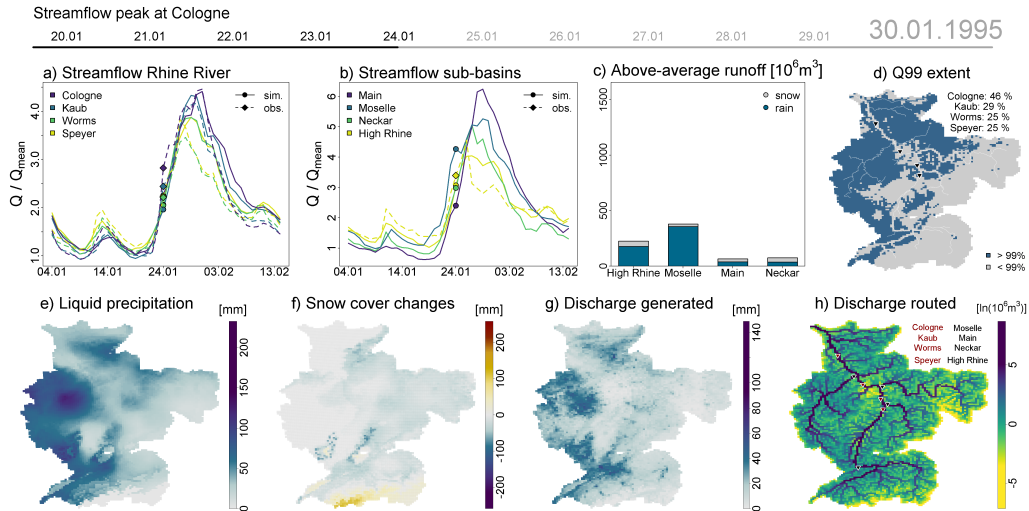 Streamflow peak at Cologne
20.01 21.01 22.01 23.01 24.01 25.01 26.01 27.01 28.01 29.01 30.01.1995
a) Streamflow Rhine River
Q / Qmean
1.0 2.0 3.0 4.0
Cologne
Kaub
Worms
Speyer
sim.
obs.
04.01 14.01 24.01 03.02 13.02
b) Streamflow sub-basins
Q / Qmean
1 2 3 4 5 6
Main
Moselle
Neckar
High Rhine
sim.
obs.
04.01 14.01 24.01 03.02 13.02
c) Above-average runoff [10⁶m³]
0 500 1000 1500
snow
rain
High Rhine Moselle Main Neckar
d) Q99 extent
Cologne: 46 %
Kaub: 29 %
Worms: 25 %
Speyer: 25 %
> 99%
< 99%
e) Liquid precipitation
[mm]
0 50 100 150 200
f) Snow cover changes
[mm]
-200 -100 0 100 200
g) Discharge generated
[mm]
0 20 40 60 80 100 120 140
h) Discharge routed
[ln(10⁶m³)]
Cologne Moselle
Kaub Main
Worms Neckar
Speyer High Rhine
-5 0 5